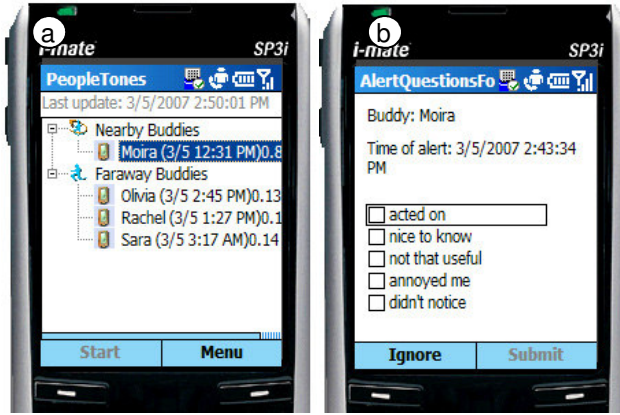 a
i-mate SP3i
PeopleTones
Last update: 3/5/2007 2:50:01 PM
Nearby Buddies
Moira (3/5 12:31 PM)0.8
Faraway Buddies
Olivia (3/5 2:45 PM)0.13
Rachel (3/5 1:27 PM)0.1
Sara (3/5 3:17 AM)0.14
Start Menu
b
i-mate SP3i
AlertQuestionsFo
Buddy: Moira
Time of alert: 3/5/2007 2:43:34
PM
acted on
nice to know
not that useful
annoyed me
didn't notice
Ignore Submit